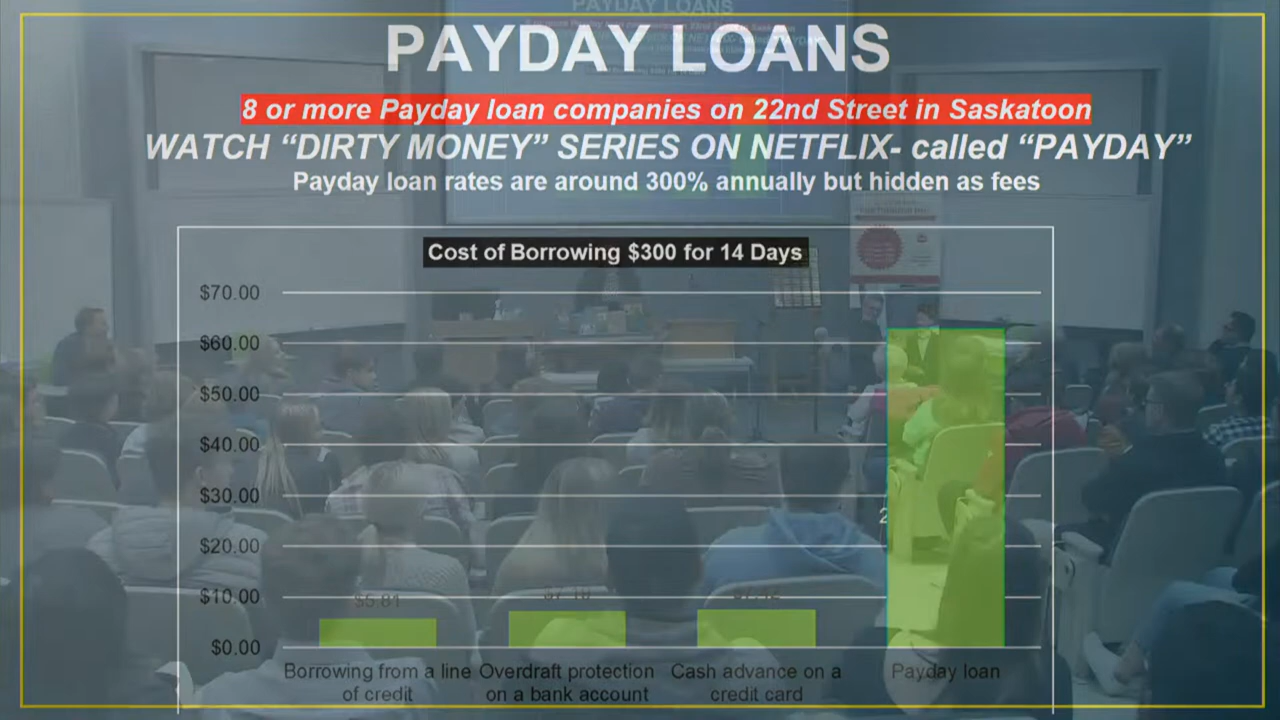 PAYDAY LOANS
8 or more Payday loan companies on 22nd Street in Saskatoon
WATCH “DIRTY MONEY” SERIES ON NETFLIX- called “PAYDAY”
Payday loan rates are around 300% annually but hidden as fees
Cost of Borrowing $300 for 14 Days
$70.00
$60.00
$50.00
$40.00
$30.00
$20.00
$10.00
$0.00
$5.81
2
Borrowing from a line of credit
Overdraft protection on a bank account
Cash advance on a credit card
Payday loan